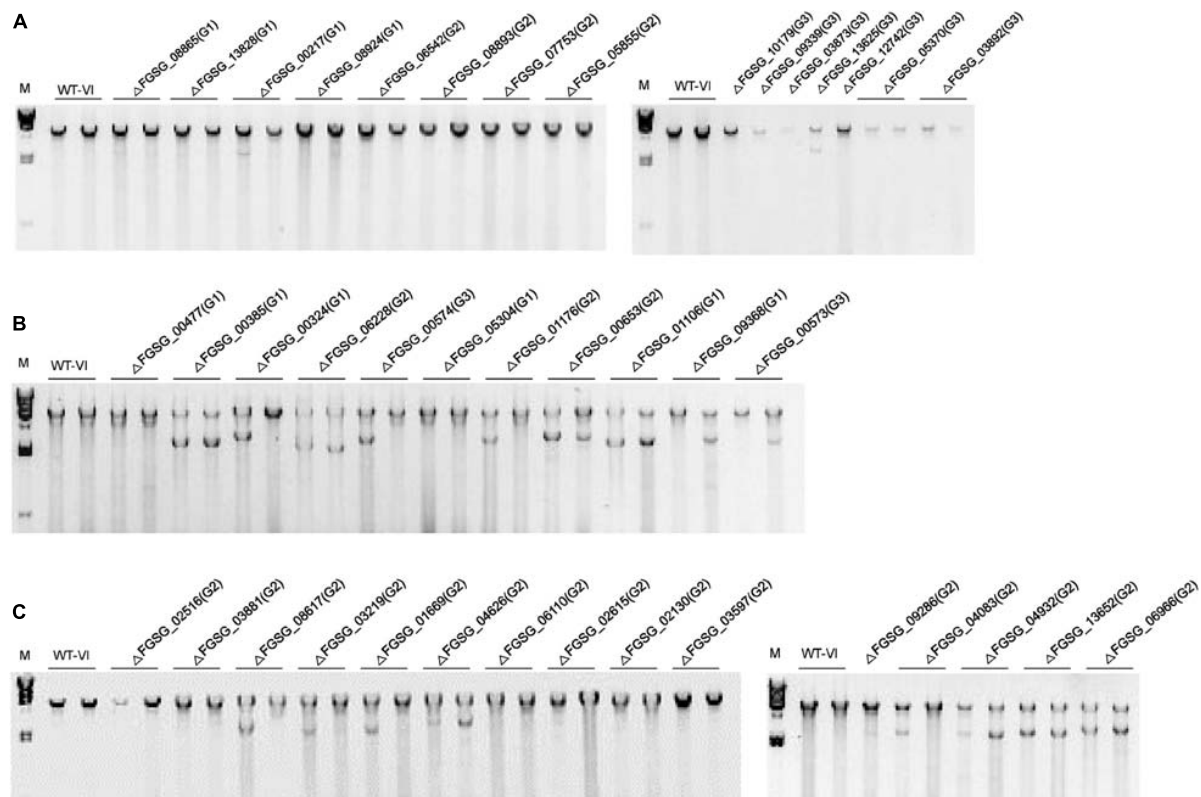 A
M
WT-VI
△FGSG_08865(G1)
△FGSG_13828(G1)
△FGSG_00217(G1)
△FGSG_08924(G1)
△FGSG_06542(G2)
△FGSG_08893(G2)
△FGSG_07753(G2)
△FGSG_05855(G2)
M
WT-VI
△FGSG_10179(G3)
△FGSG_09339(G3)
△FGSG_03873(G3)
△FGSG_13625(G3)
△FGSG_12742(G3)
△FGSG_05370(G3)
△FGSG_03892(G3)
B
M
WT-VI
△FGSG_00477(G1)
△FGSG_00385(G1)
△FGSG_00324(G1)
△FGSG_06228(G2)
△FGSG_00574(G3)
△FGSG_05304(G1)
△FGSG_01176(G2)
△FGSG_00653(G2)
△FGSG_01106(G1)
△FGSG_09368(G1)
△FGSG_00573(G3)
C
M
WT-VI
△FGSG_02516(G2)
△FGSG_03881(G2)
△FGSG_08617(G2)
△FGSG_03219(G2)
△FGSG_01669(G2)
△FGSG_04626(G2)
△FGSG_06110(G2)
△FGSG_02615(G2)
△FGSG_02130(G2)
△FGSG_03597(G2)
M
WT-VI
△FGSG_09286(G2)
△FGSG_04083(G2)
△FGSG_04932(G2)
△FGSG_13652(G2)
△FGSG_06966(G2)